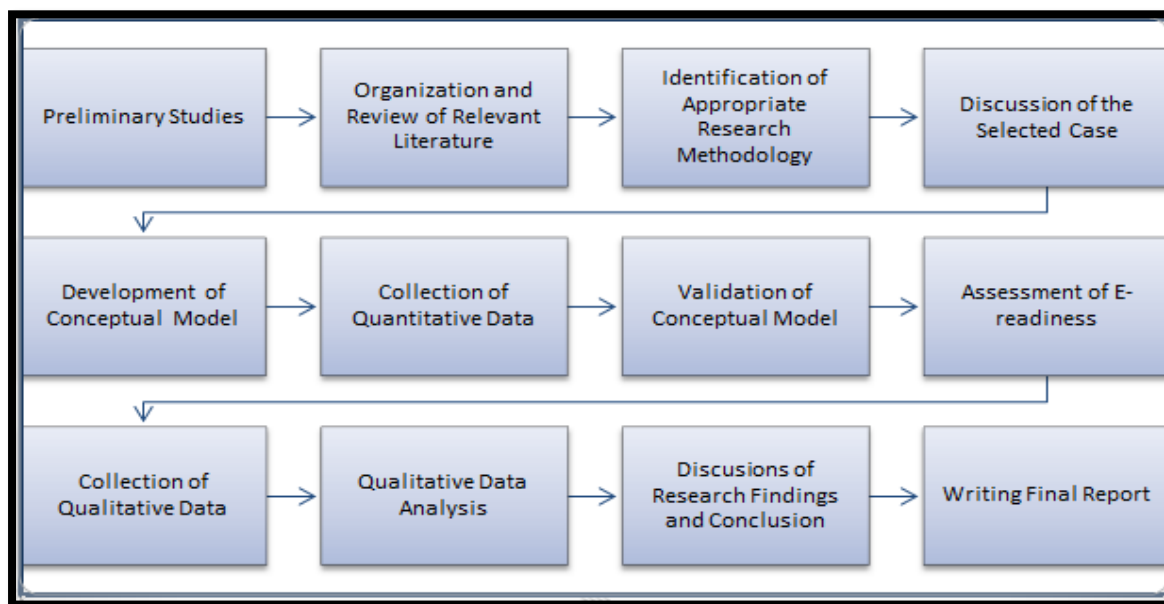 Preliminary Studies
Organization and
Review of Relevant
Literature
Identification of
Appropriate
Research
Methodology
Discussion of the
Selected Case
Development of
Conceptual Model
Collection of
Quantitative Data
Validation of
Conceptual Model
Assessment of E-
readiness
Collection of
Qualitative Data
Qualitative Data
Analysis
Discusions of
Research Findings
and Conclusion
Writing Final Report